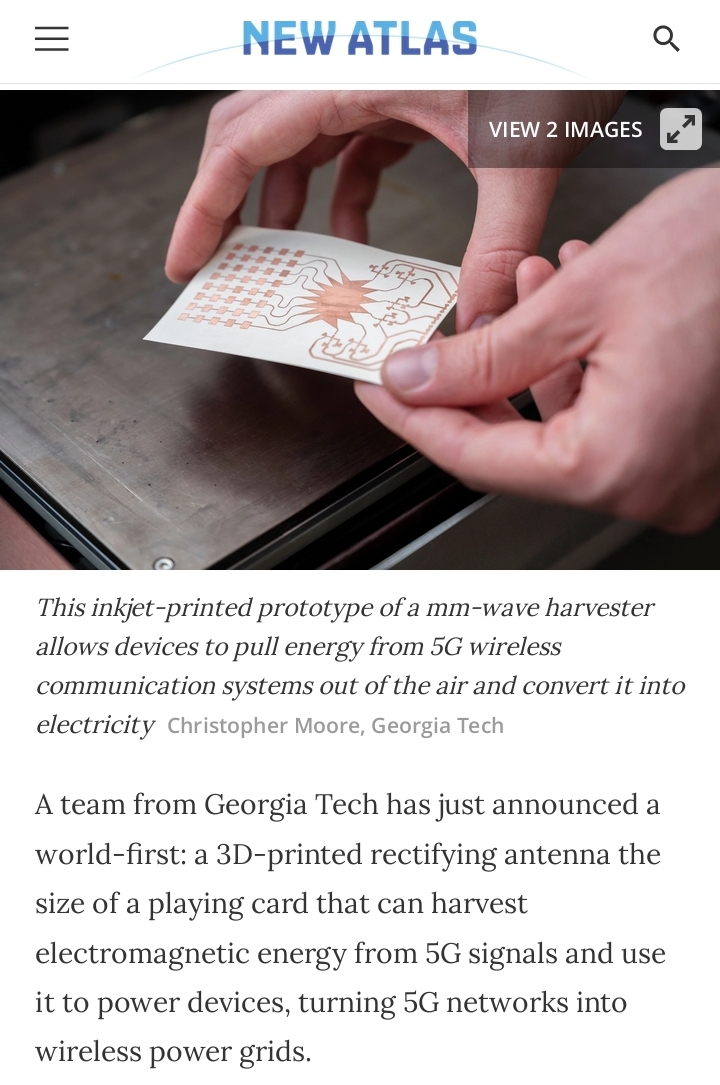 NEW ATLAS
VIEW 2 IMAGES
This inkjet-printed prototype of a mm-wave harvester
allows devices to pull energy from 5G wireless
communication systems out of the air and convert it into
electricity Christopher Moore, Georgia Tech
A team from Georgia Tech has just announced a
world-first: a 3D-printed rectifying antenna the
size of a playing card that can harvest
electromagnetic energy from 5G signals and use
it to power devices, turning 5G networks into
wireless power grids.